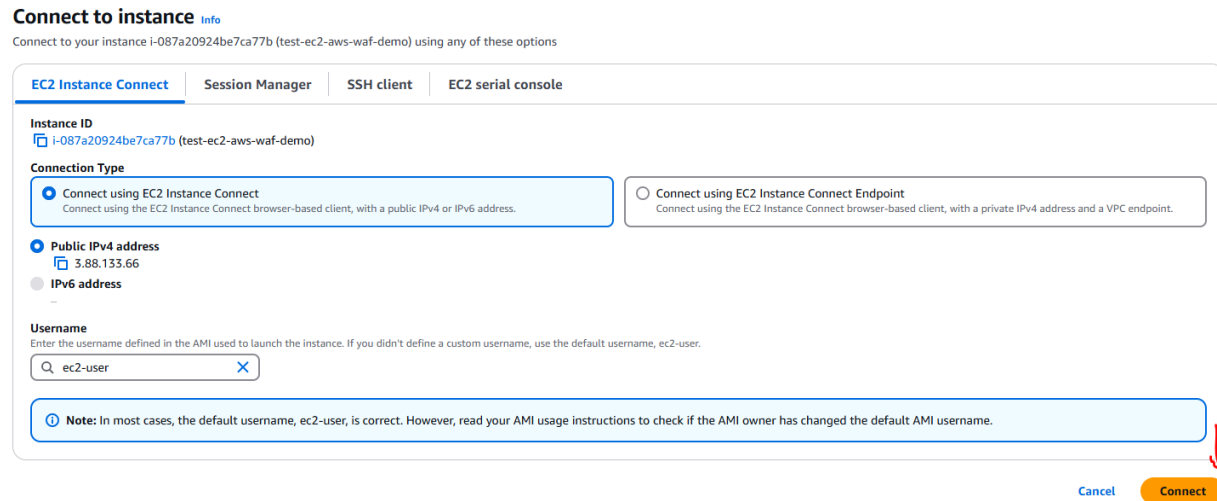 Connect to instance Info
Connect to your instance i-087a20924be7ca77b (test-ec2-aws-waf-demo) using any of these options
EC2 Instance Connect Session Manager SSH client EC2 serial console
Instance ID
i-087a20924be7ca77b (test-ec2-aws-waf-demo)
Connection Type
Connect using EC2 Instance Connect
Connect using the EC2 Instance Connect browser-based client, with a public IPv4 or IPv6 address.
Connect using EC2 Instance Connect Endpoint
Connect using the EC2 Instance Connect browser-based client, with a private IPv4 address and a VPC endpoint.
Public IPv4 address
3.88.133.66
IPv6 address
–
Username
Enter the username defined in the AMI used to launch the instance. If you didn't define a custom username, use the default username, ec2-user.
ec2-user
Note: In most cases, the default username, ec2-user, is correct. However, read your AMI usage instructions to check if the AMI owner has changed the default AMI username.
Cancel Connect